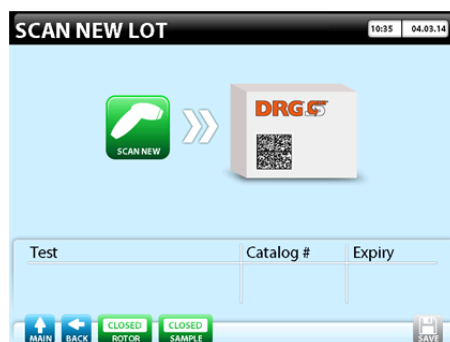 SCAN NEW LOT 10:35 04.03.14
SCAN NEW
DRG
Test Catalog # Expiry
MAIN BACK CLOSED ROTOR CLOSED SAMPLE SAVE